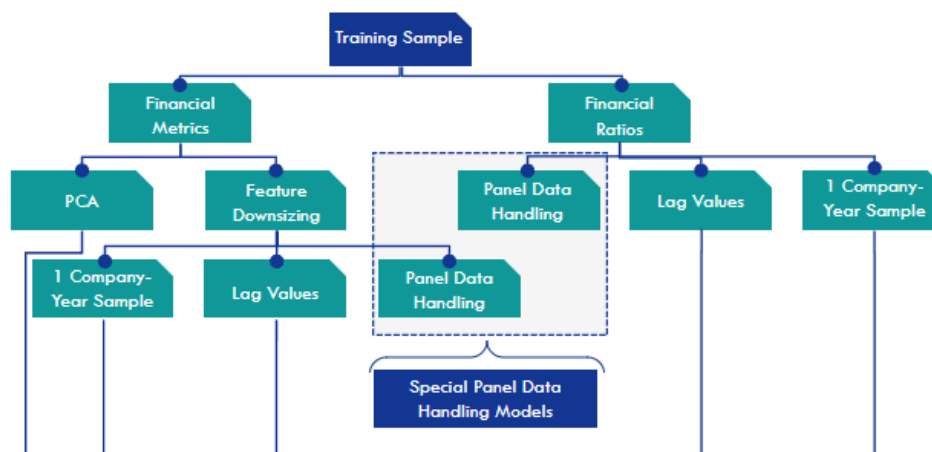 Training Sample
Financial
Metrics
Financial
Ratios
PCA
Feature
Downsizing
Panel Data
Handling
Lag Values
1 Company-
Year Sample
1 Company-
Year Sample
Lag Values
Panel Data
Handling
Special Panel Data
Handling Models